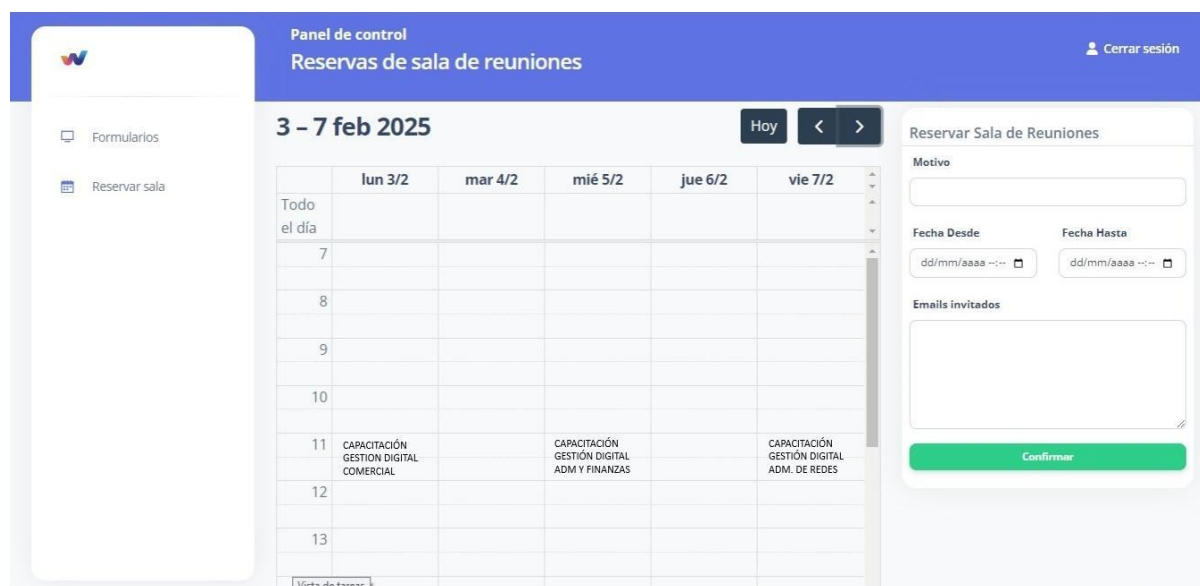 Panel de control
Reservas de sala de reuniones
Cerrar sesión
Formularios
Reservar sala
3 – 7 feb 2025
Hoy
lun 3/2 mar 4/2 mié 5/2 jue 6/2 vie 7/2
Todo
el día
7
8
9
10
11
CAPACITACIÓN
GESTION DIGITAL
COMERCIAL
CAPACITACIÓN
GESTIÓN DIGITAL
ADM Y FINANZAS
CAPACITACIÓN
GESTIÓN DIGITAL
ADM. DE REDES
12
13
Vista de tareas
Reservar Sala de Reuniones
Motivo
Fecha Desde Fecha Hasta
dd/mm/aaaa --:-- dd/mm/aaaa --:--
Emails invitados
Confirmar